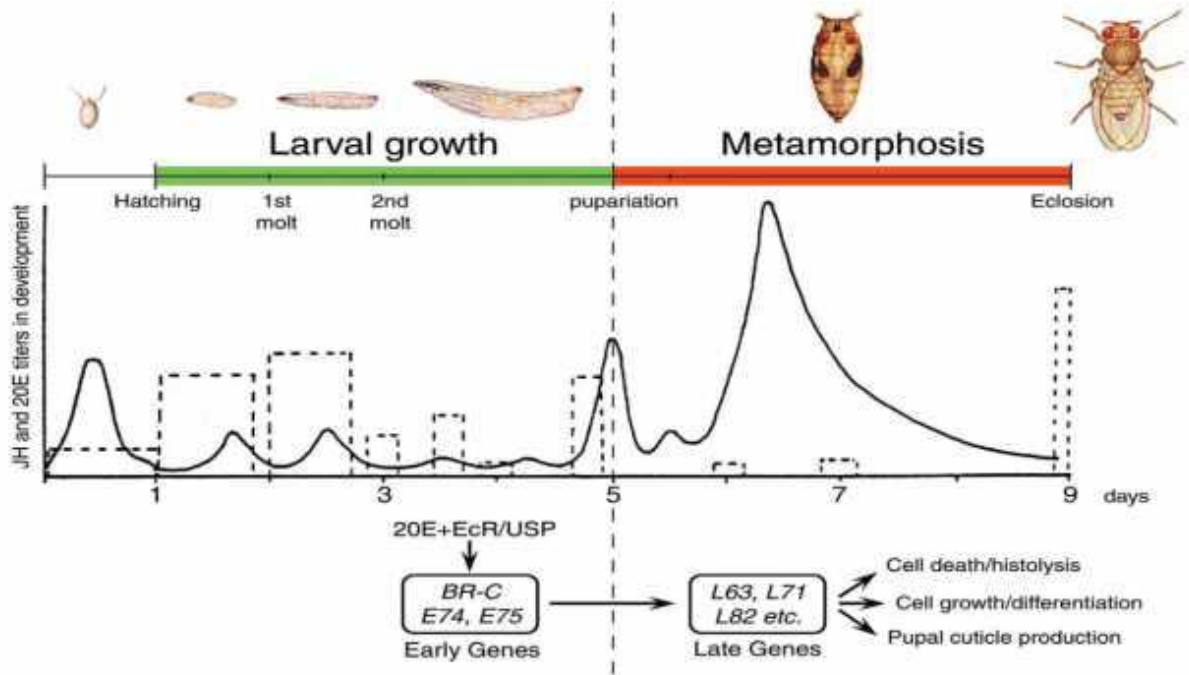 Larval growth
Metamorphosis
Hatching
1st
molt
2nd
molt
pupariation
Eclosion
JH and 20E titers in development
1
3
5
7
9
days
20E+EcR/USP
BR-C
E74, E75
Early Genes
L63, L71
L82 etc.
Late Genes
Cell death/histolysis
Cell growth/differentiation
Pupal cuticle production